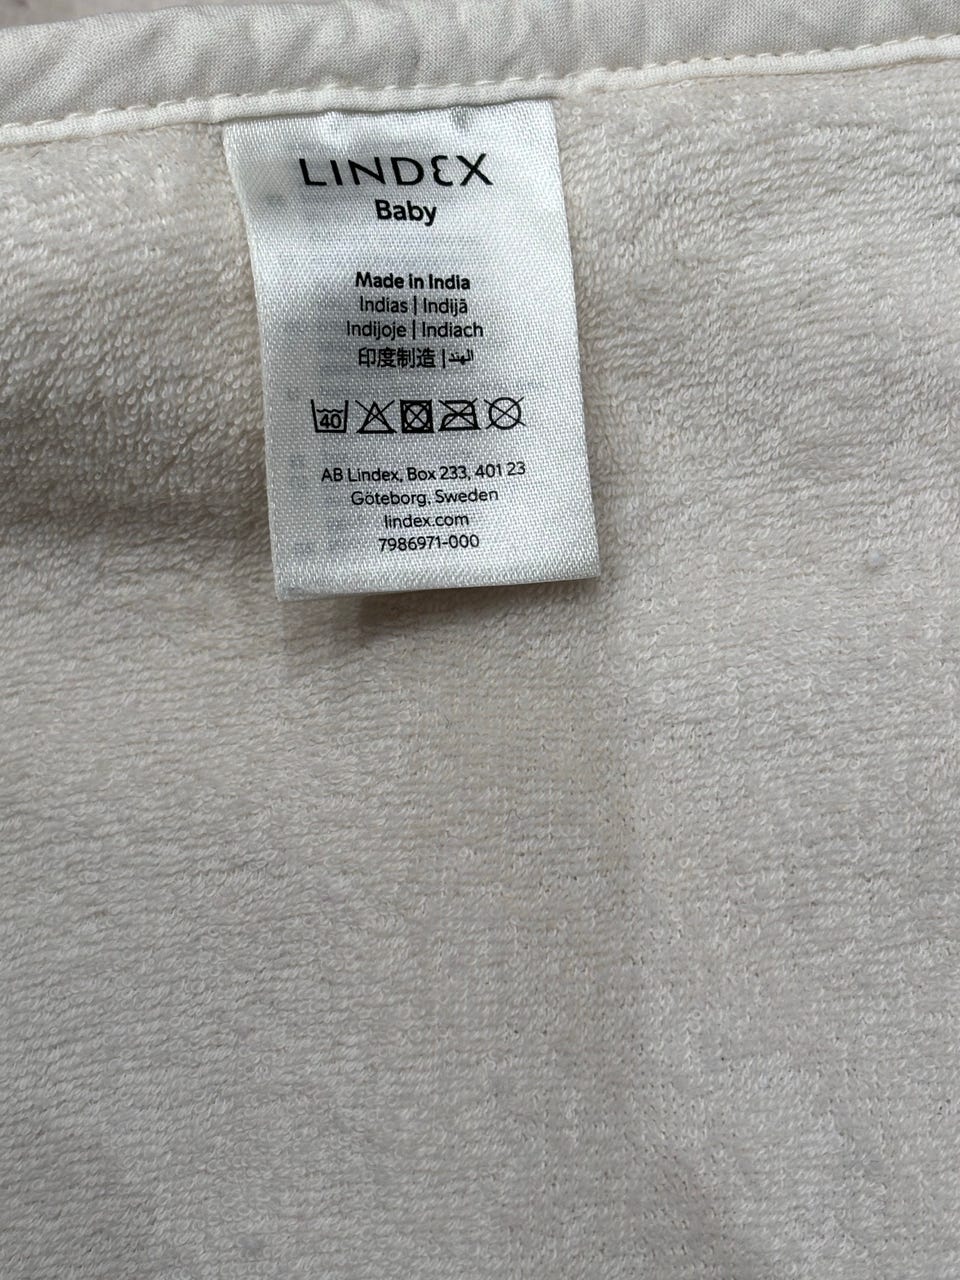 LINDEX
Baby
Made in India
Indias | Indijā
Indijoje | Indiach
印度制造 | الهند
40
AB Lindex, Box 233, 401 23
Göteborg, Sweden
lindex.com
7986971-000